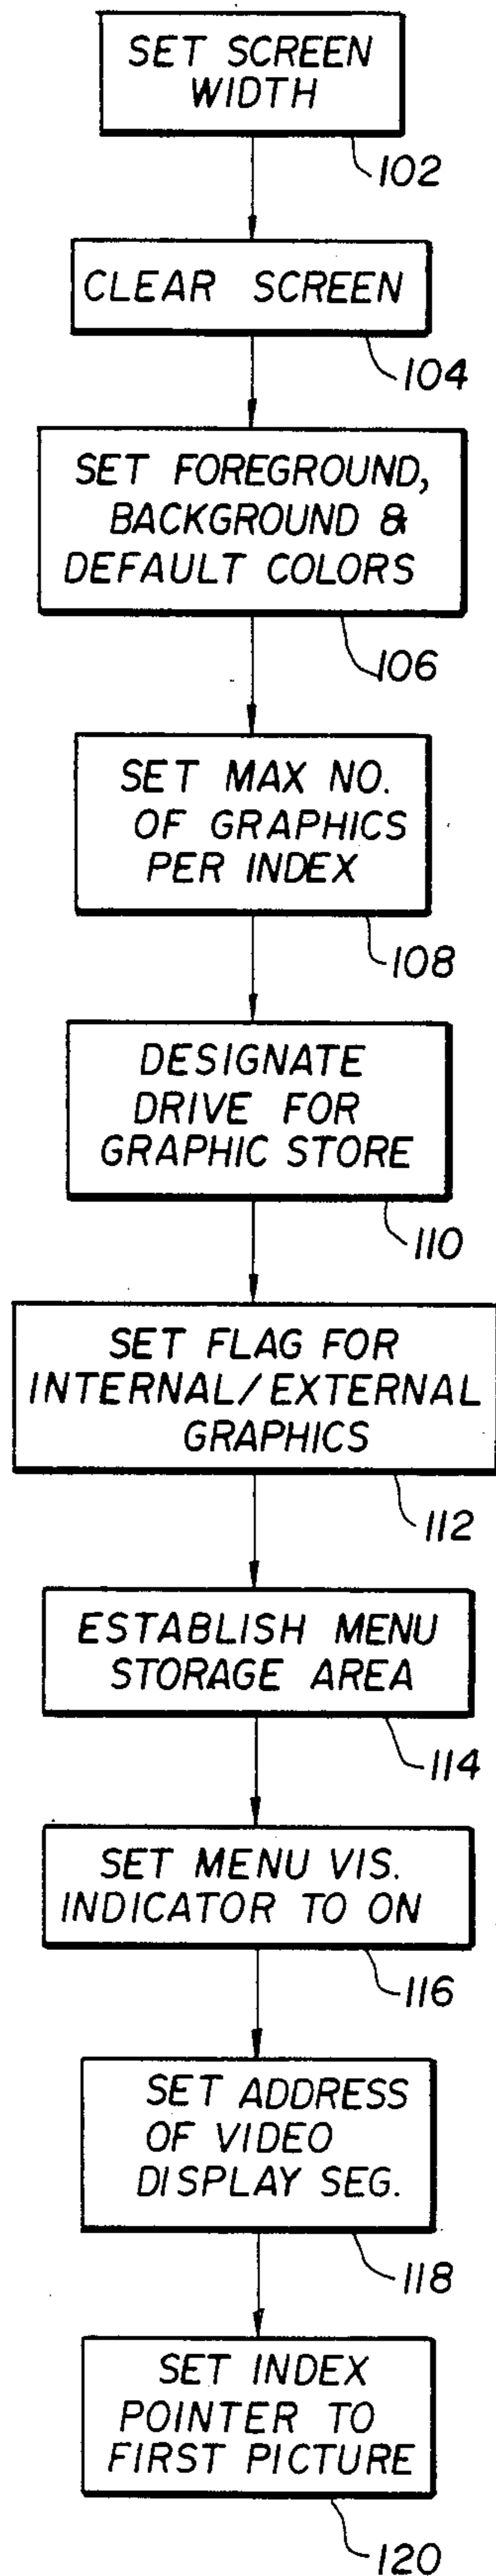 SET SCREEN
WIDTH
102
CLEAR SCREEN
104
SET FOREGROUND,
BACKGROUND &
DEFAULT COLORS
106
SET MAX NO.
OF GRAPHICS
PER INDEX
108
DESIGNATE
DRIVE FOR
GRAPHIC STORE
110
SET FLAG FOR
INTERNAL/EXTERNAL
GRAPHICS
112
ESTABLISH MENU
STORAGE AREA
114
SET MENU VIS.
INDICATOR TO ON
116
SET ADDRESS
OF VIDEO
DISPLAY SEG.
118
SET INDEX
POINTER TO
FIRST PICTURE
120